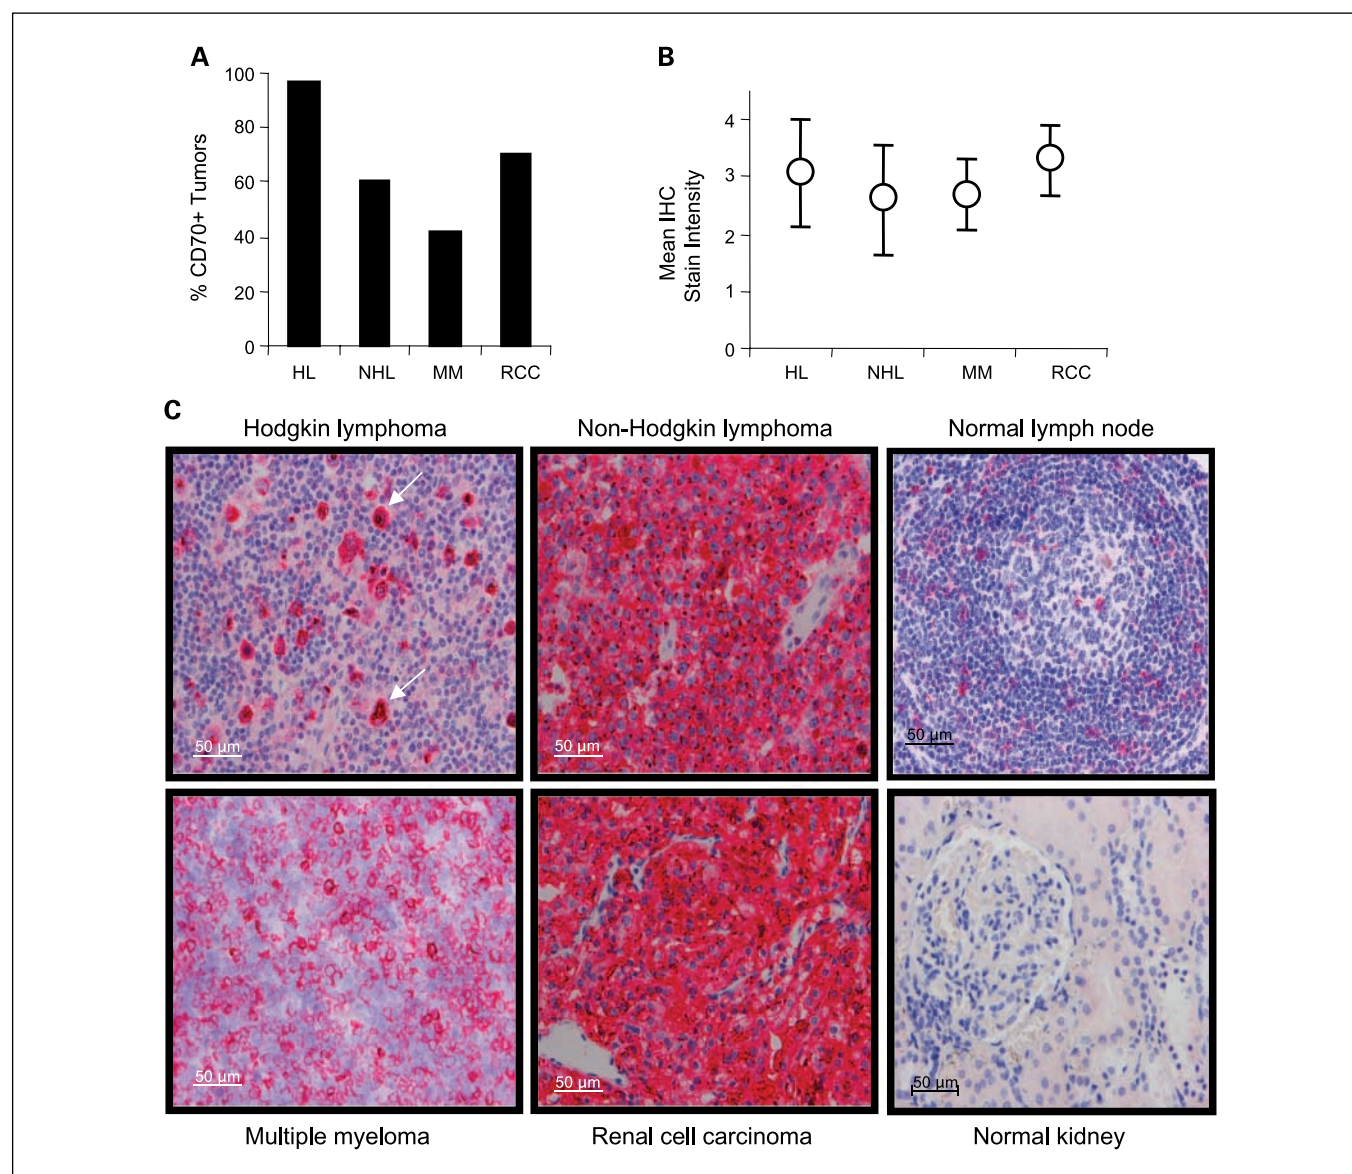 A
% CD70+ Tumors
100
80
60
40
20
0
HL NHL MM RCC
B
Mean IHC
Stain Intensity
4
3
2
1
0
HL NHL MM RCC
C
Hodgkin lymphoma Non-Hodgkin lymphoma Normal lymph node
50 µm 50 µm 50 µm
50 µm 50 µm 50 µm
Multiple myeloma Renal cell carcinoma Normal kidney